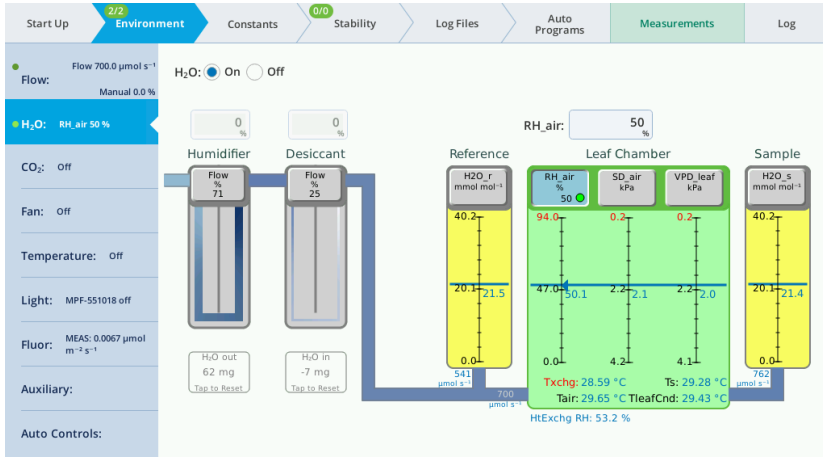 2/2
0/0
Start Up
Environment
Constants
Stability
Log Files
Auto
Programs
Measurements
Log
Flow: Flow 700.0 µmol s⁻¹
Manual 0.0 %
H₂O: RH_air 50 %
CO₂: Off
Fan: Off
Temperature: Off
Light: MPF-551018 off
Fluor: MEAS: 0.0067 µmol
m⁻² s⁻¹
Auxiliary:
Auto Controls:
H₂O: On Off
0
%
0
%
RH_air: 50
%
Humidifier
Desiccant
Reference
Leaf Chamber
Sample
Flow
%
71
Flow
%
25
H2O_r
mmol mol⁻¹
RH_air
%
50
SD_air
kPa
VPD_leaf
kPa
H2O_s
mmol mol⁻¹
40.2
94.0
0.2
0.2
40.2
20.1
21.5
47.0
50.1
2.2
2.1
2.2
2.0
20.1
21.4
0.0
0.0
4.2
4.1
0.0
H₂O out
62 mg
Tap to Reset
H₂O in
-7 mg
Tap to Reset
541
µmol s⁻¹
700
µmol s⁻¹
762
µmol s⁻¹
Txchg: 28.59 °C Ts: 29.28 °C
Tair: 29.65 °C TleafCnd: 29.43 °C
HtExchg RH: 53.2 %